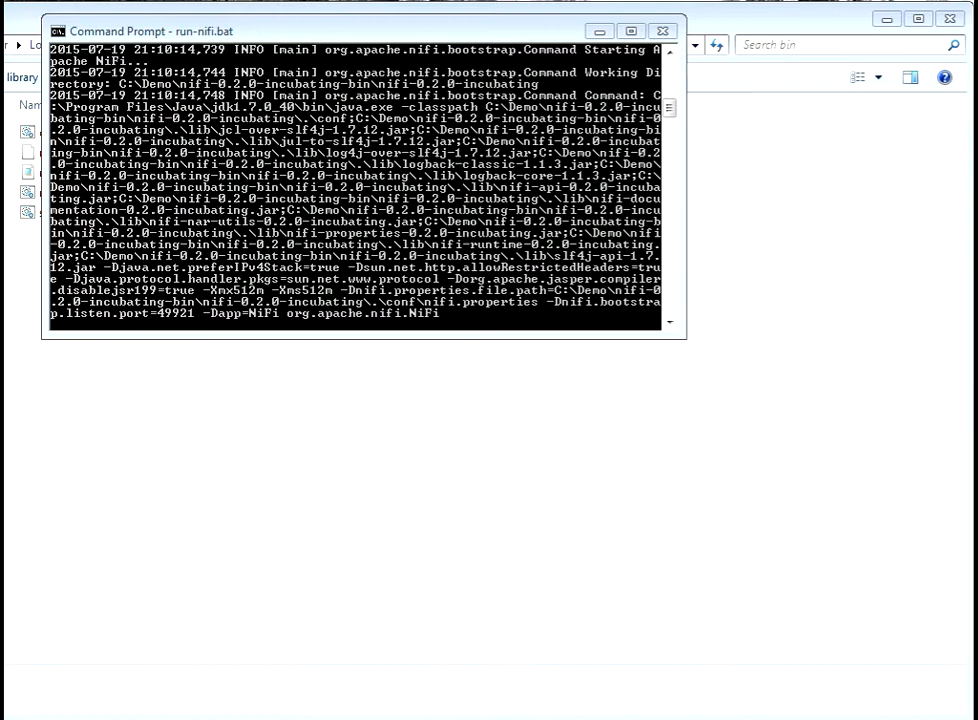 Command Prompt - run-nifi.bat
Search bin
library
2015-07-19 21:10:14,739 INFO [main] org.apache.nifi.bootstrap.Command Starting A
pache NiFi...
2015-07-19 21:10:14,744 INFO [main] org.apache.nifi.bootstrap.Command Working Di
rectory: C:\Demo\nifi-0.2.0-incubating-bin\nifi-0.2.0-incubating
2015-07-19 21:10:14,748 INFO [main] org.apache.nifi.bootstrap.Command Command: C
:\Program Files\Java\jdk1.7.0_40\bin\java.exe -classpath C:\Demo\nifi-0.2.0-incu
bating-bin\nifi-0.2.0-incubating\.\conf;C:\Demo\nifi-0.2.0-incubating-bin\nifi-0
.2.0-incubating\.\lib\jcl-over-slf4j-1.7.12.jar;C:\Demo\nifi-0.2.0-incubating-bi
n\nifi-0.2.0-incubating\.\lib\jul-to-slf4j-1.7.12.jar;C:\Demo\nifi-0.2.0-incubat
ing-bin\nifi-0.2.0-incubating\.\lib\log4j-over-slf4j-1.7.12.jar;C:\Demo\nifi-0.2
.0-incubating-bin\nifi-0.2.0-incubating\.\lib\logback-classic-1.1.3.jar;C:\Demo\
nifi-0.2.0-incubating-bin\nifi-0.2.0-incubating\.\lib\logback-core-1.1.3.jar;C:\
Demo\nifi-0.2.0-incubating-bin\nifi-0.2.0-incubating\.\lib\nifi-api-0.2.0-incuba
ting.jar;C:\Demo\nifi-0.2.0-incubating-bin\nifi-0.2.0-incubating\.\lib\nifi-docu
mentation-0.2.0-incubating.jar;C:\Demo\nifi-0.2.0-incubating-bin\nifi-0.2.0-incu
bating\.\lib\nifi-nar-utils-0.2.0-incubating.jar;C:\Demo\nifi-0.2.0-incubating-b
in\nifi-0.2.0-incubating\.\lib\nifi-properties-0.2.0-incubating.jar;C:\Demo\nifi
-0.2.0-incubating-bin\nifi-0.2.0-incubating\.\lib\nifi-runtime-0.2.0-incubating.
jar;C:\Demo\nifi-0.2.0-incubating-bin\nifi-0.2.0-incubating\.\lib\slf4j-api-1.7.
12.jar -Djava.net.preferIPv4Stack=true -Dsun.net.http.allowRestrictedHeaders=tru
e -Djava.protocol.handler.pkgs=sun.net.www.protocol -Dorg.apache.jasper.compiler
.disablejsr199=true -Xmx512m -Xms512m -Dnifi.properties.file.path=C:\Demo\nifi-0
.2.0-incubating-bin\nifi-0.2.0-incubating\.\conf\nifi.properties -Dnifi.bootstra
p.listen.port=49921 -Dapp=NiFi org.apache.nifi.NiFi